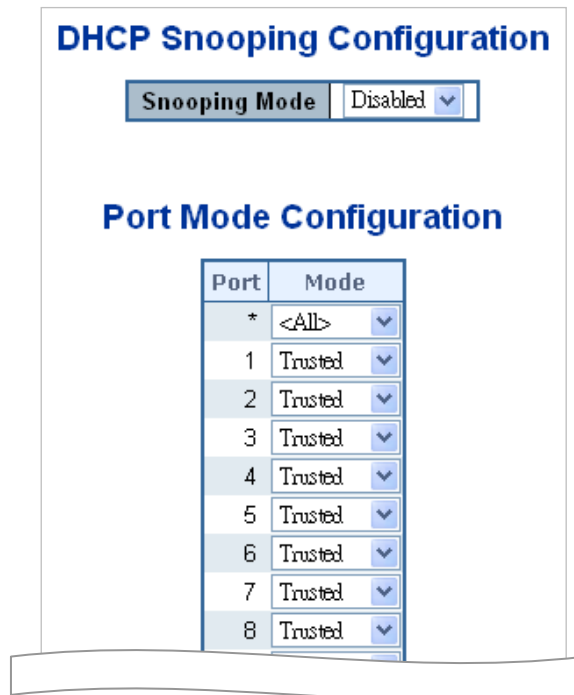 DHCP Snooping Configuration
Snooping Mode Disabled
Port Mode Configuration
Port Mode
* <All>
1 Trusted
2 Trusted
3 Trusted
4 Trusted
5 Trusted
6 Trusted
7 Trusted
8 Trusted